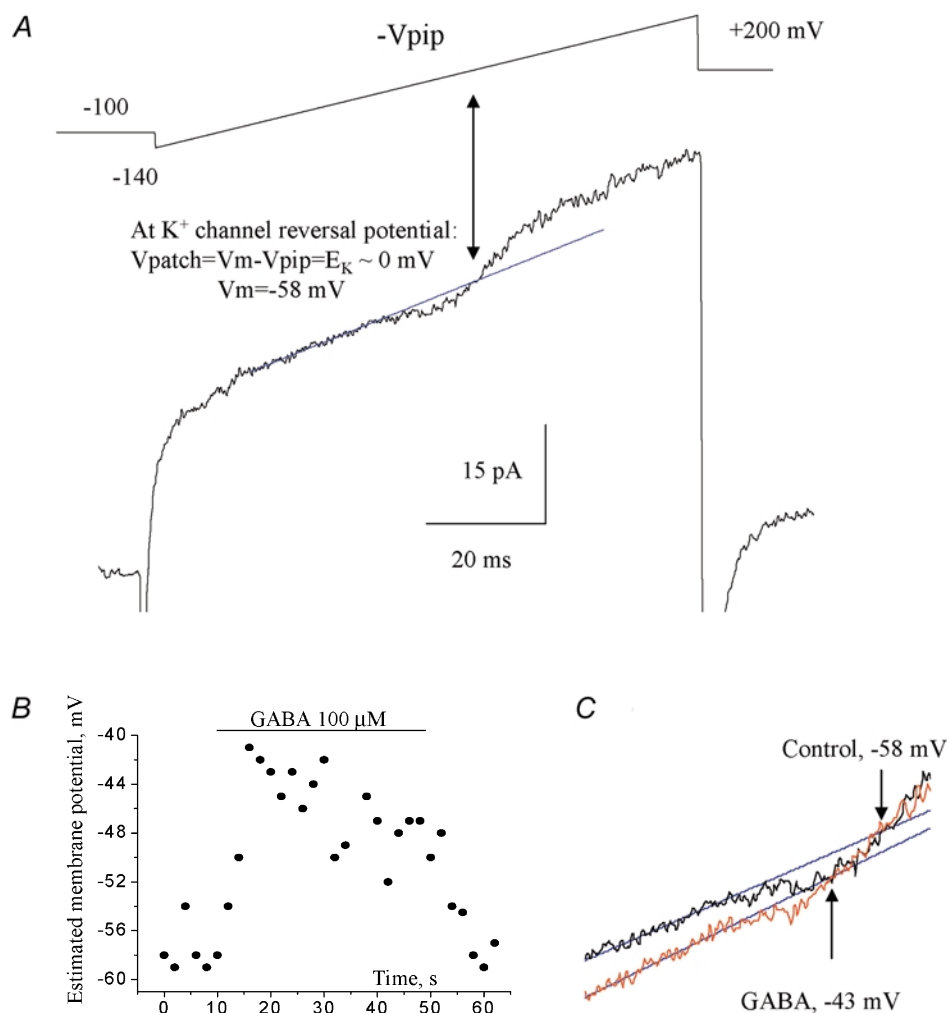 A
-Vpip
+200 mV
-100
-140
At K+ channel reversal potential:
Vpatch=Vm-Vpip=EK ~ 0 mV
Vm=-58 mV
15 pA
20 ms
B
GABA 100 µM
Estimated membrane potential, mV
-40
-44
-48
-52
-56
-60
Time, s
0 10 20 30 40 50 60
C
Control, -58 mV
GABA, -43 mV